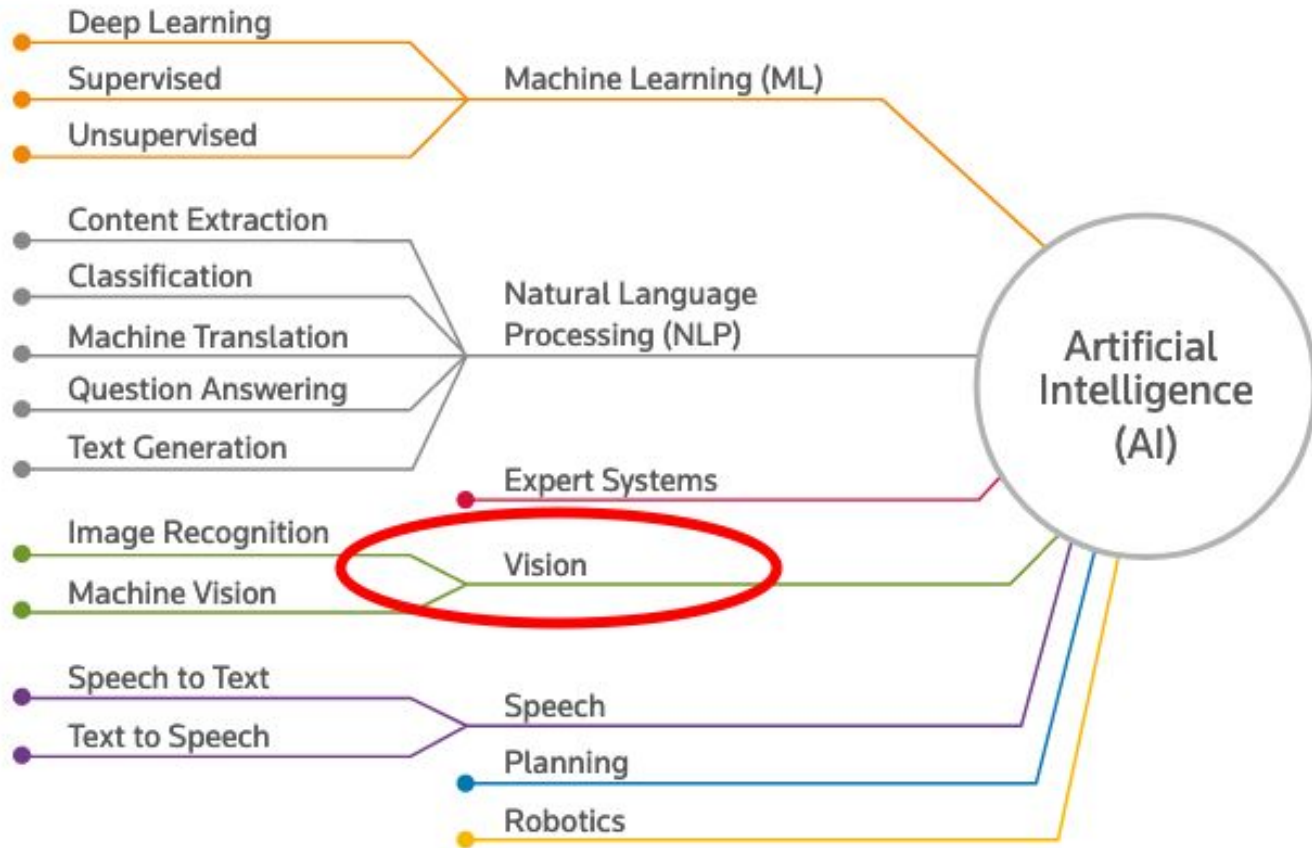 Deep Learning
Supervised
Unsupervised
Machine Learning (ML)
Content Extraction
Classification
Machine Translation
Question Answering
Text Generation
Natural Language
Processing (NLP)
Expert Systems
Image Recognition
Machine Vision
Vision
Speech to Text
Text to Speech
Speech
Planning
Robotics
Artificial
Intelligence
(AI)